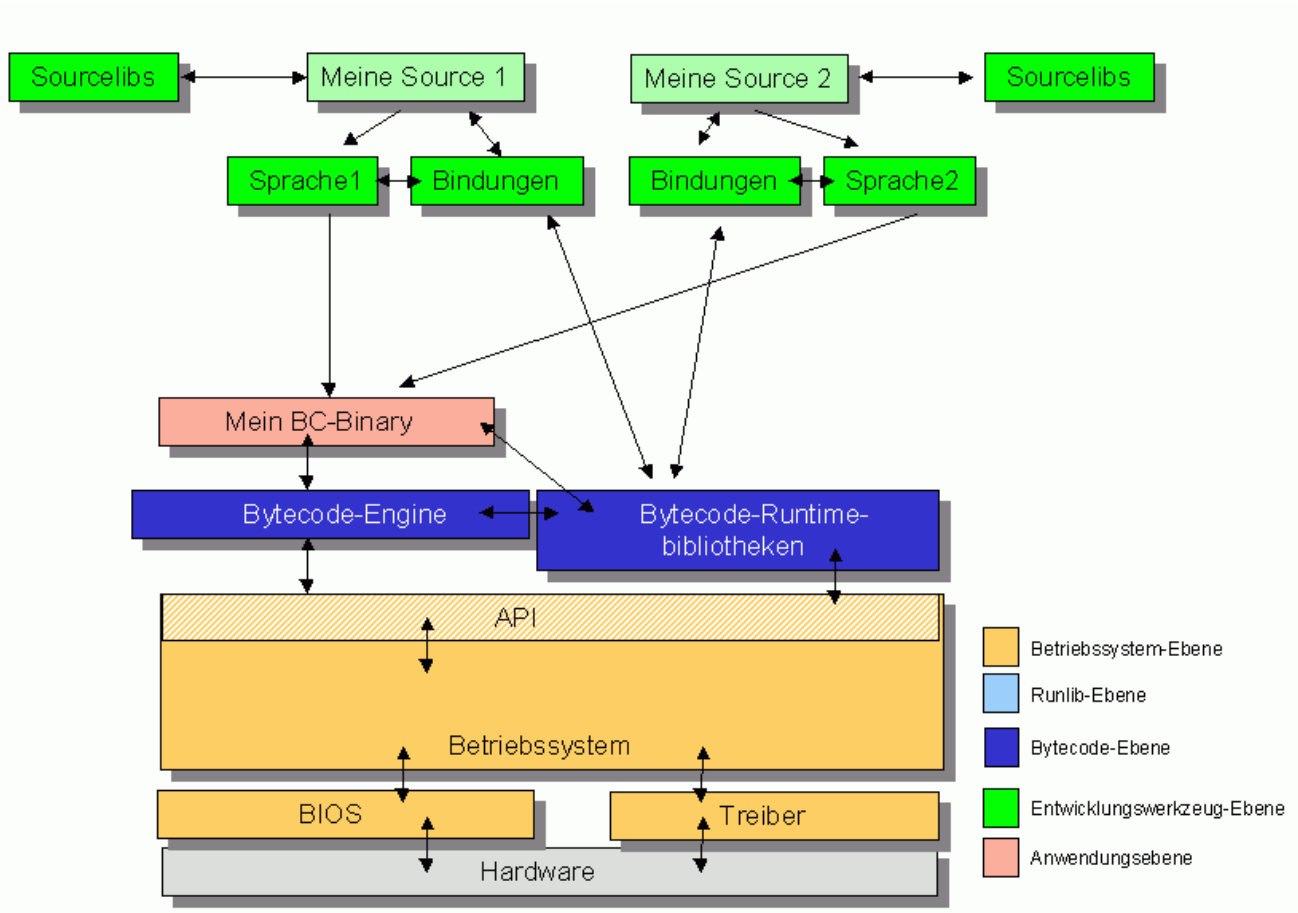 Sourcelibs
Meine Source 1
Meine Source 2
Sourcelibs
Sprache1
Bindungen
Bindungen
Sprache2
Mein BC-Binary
Bytecode-Engine
Bytecode-Runtime-
bibliotheken
API
Betriebssystem
BIOS
Treiber
Hardware
Betriebssystem-Ebene
Runlib-Ebene
Bytecode-Ebene
Entwicklungswerkzeug-Ebene
Anwendungsebene